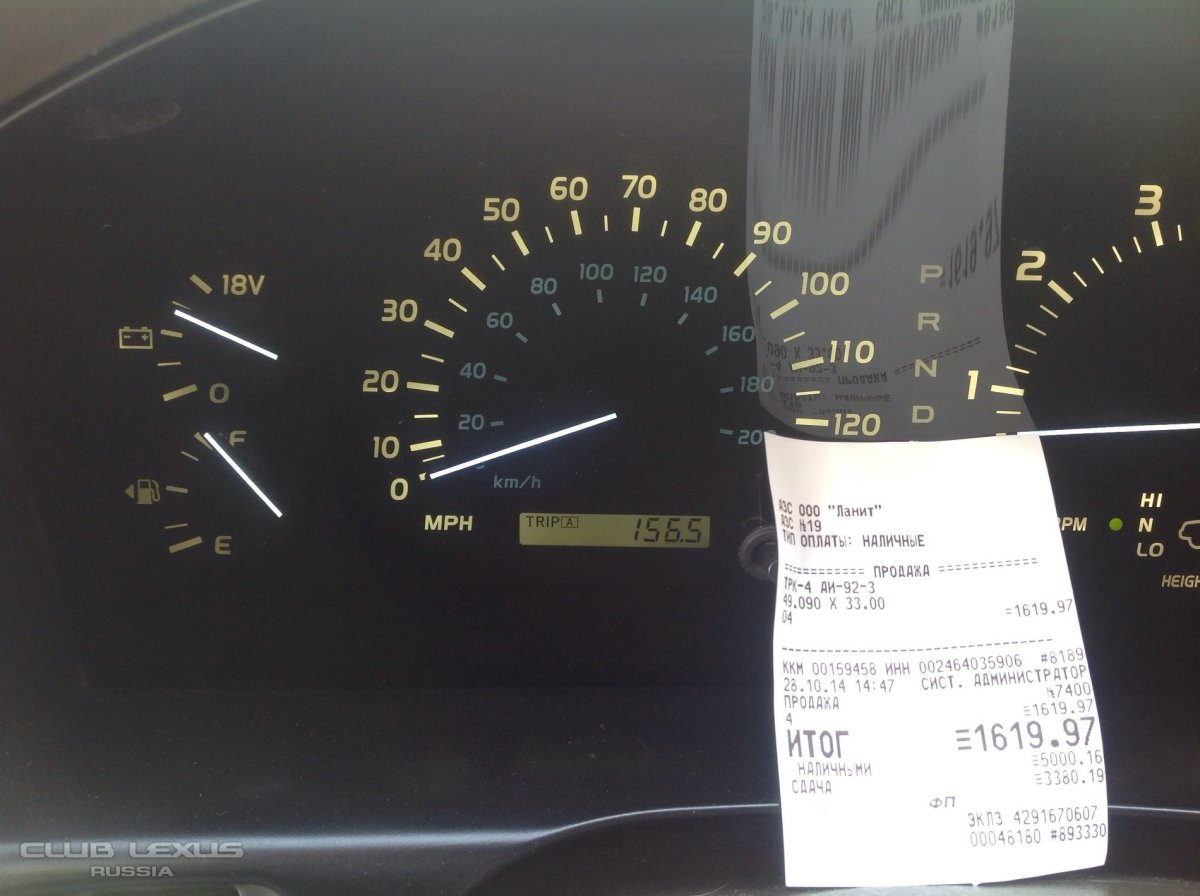 18V
0
F
E
0
10
20
30
40
50
60
70
80
90
100
110
120
MPH
20
40
60
80
100
120
140
160
180
km/h
TRIP A 156.5
P
R
N
D
1
2
3
HI
N
LO
АЗС ООО "Ланит"
АЗС №19
ТИП ОПЛАТЫ: НАЛИЧНЫЕ
============ ПРОДАЖА ==============
ТРК-4 АИ-92-3
49.090 X 33.00
04 =1619.97
ККМ 00159458 ИНН 002464035906 #8189
28.10.14 14:47 СИСТ. АДМИНИСТРАТОР
№7400
ПРОДАЖА
4 ≡1619.97
ИТОГ ≡1619.97
НАЛИЧНЫМИ ≡5000.16
СДАЧА ≡3380.19
ФП
ЭКЛЗ 4291670607
00048180 #893330
CLUB LEXUS
RUSSIA